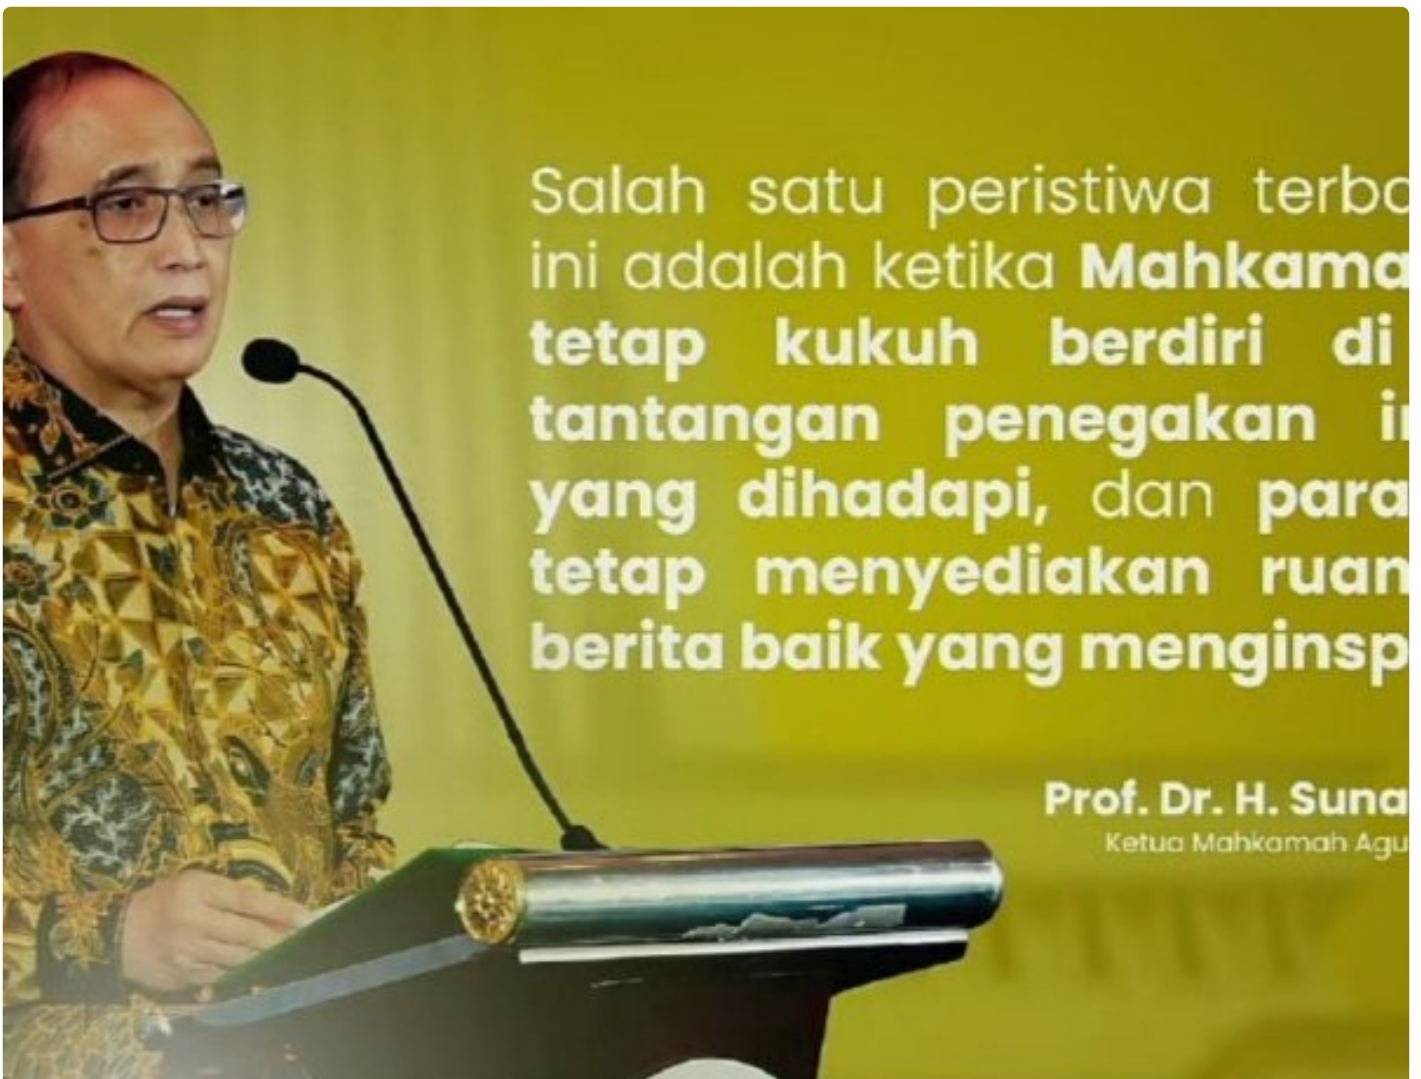 Salah satu peristiwa terba
ini adalah ketika Mahkama
tetap kukuh berdiri di
tantangan penegakan i
yang dihadapi, dan para
tetap menyediakan ruan
berita baik yang menginsp
Prof. Dr. H. Suna
Ketua Mahkamah Agu